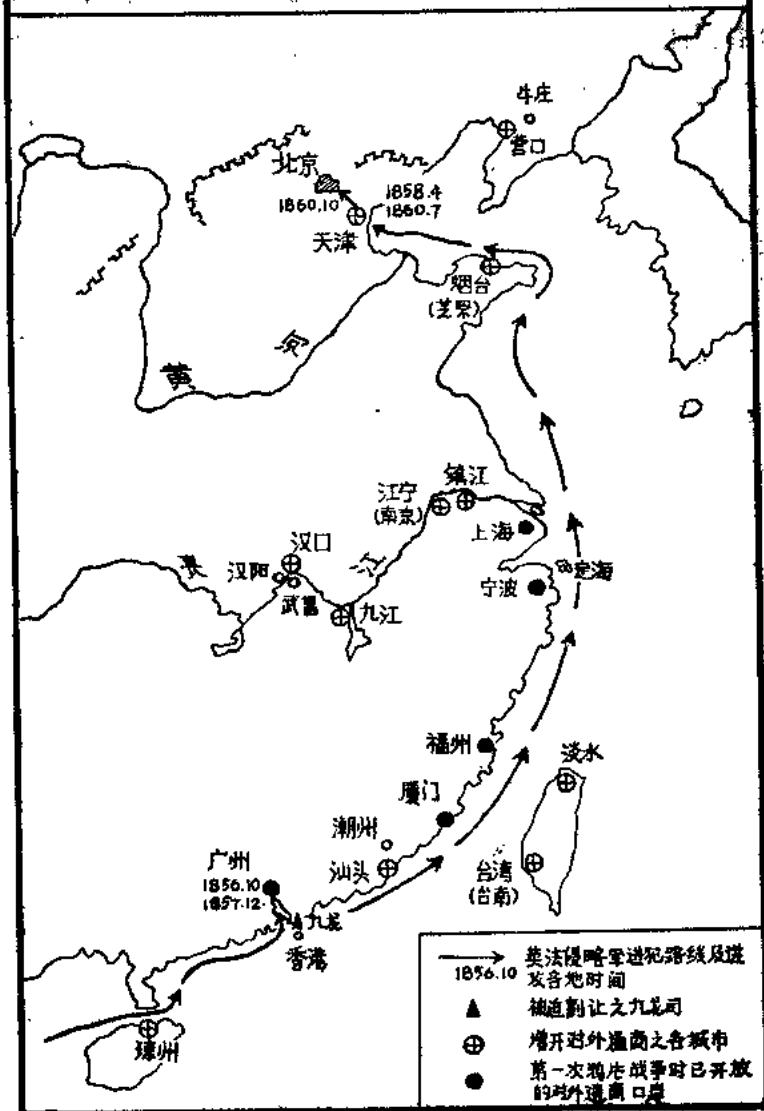 牛庄
营口
北京
1860.10
1858.4
1860.7
天津
烟台
(芝罘)
黄 河
镇江
江宁
(南京)
上海
汉口
汉阳
武昌
长 江
九江
定海
宁波
福州
淡水
厦门
潮州
汕头
台湾
(台南)
广州
1856.10
1857.12
九龙
香港
琼州
英法侵略军进犯路线及进
1856.10
攻各地时间
被迫割让之九龙司
增开对外通商之各城市
第一次鸦片战争时已开放
的对外通商口岸